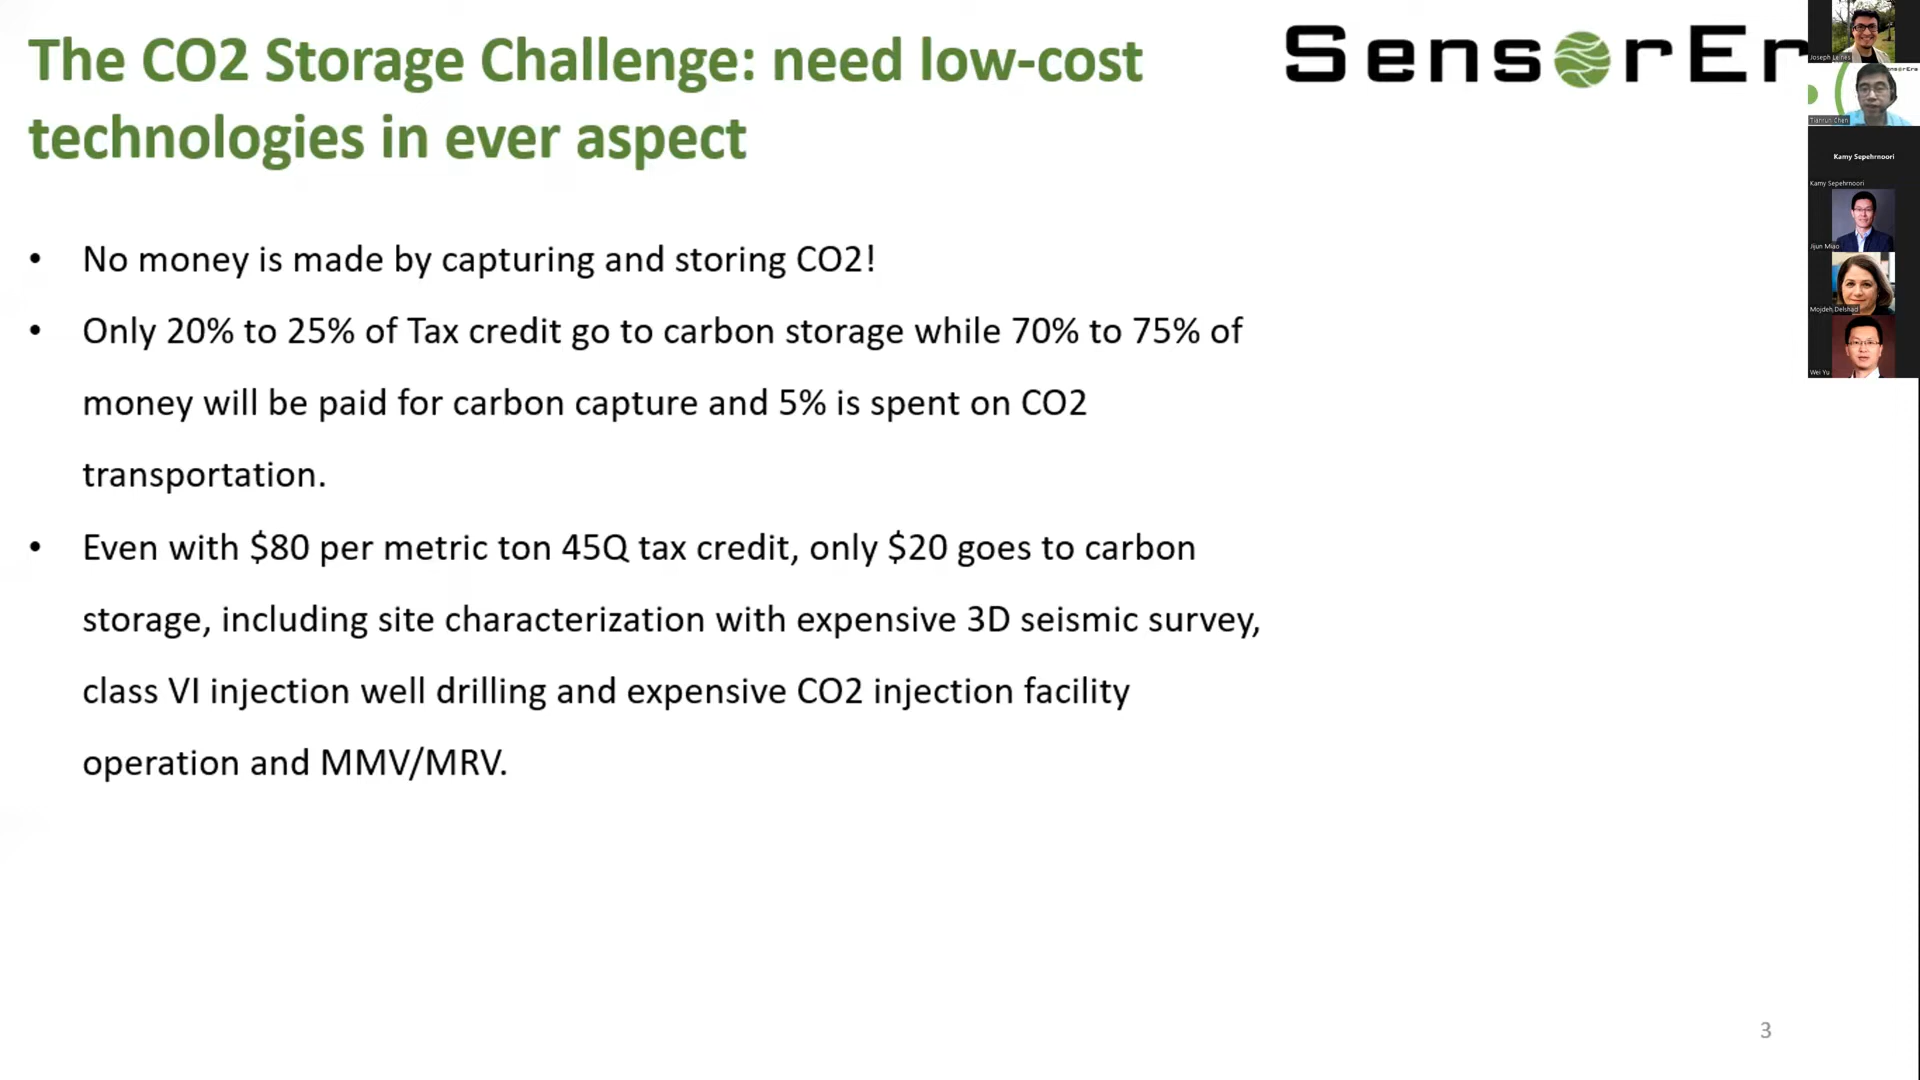 The CO2 Storage Challenge: need low-cost
technologies in ever aspect
SensorEr
• No money is made by capturing and storing CO2!
• Only 20% to 25% of Tax credit go to carbon storage while 70% to 75% of
money will be paid for carbon capture and 5% is spent on CO2
transportation.
• Even with $80 per metric ton 45Q tax credit, only $20 goes to carbon
storage, including site characterization with expensive 3D seismic survey,
class VI injection well drilling and expensive CO2 injection facility
operation and MMV/MRV.
3
Joseph Leines
Tianrun Chen
Kamy Sepehrnoori
Kamy Sepehrnoori
Jijun Miao
Mojdeh Delshad
Wei Yu